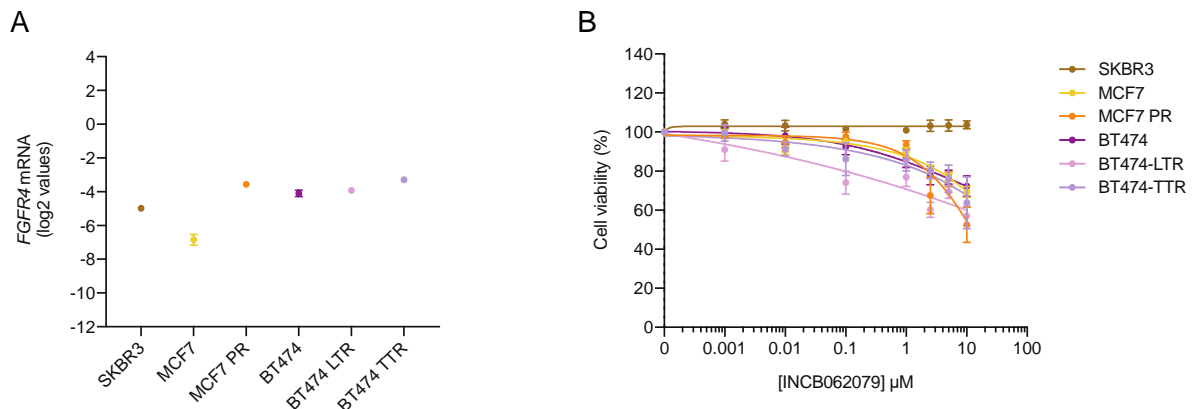 A
FGFR4 mRNA
(log2 values)
4
2
0
-2
-4
-6
-8
-10
-12
SKBR3
MCF7
MCF7 PR
BT474
BT474 LTR
BT474 TTR
B
Cell viability (%)
140
120
100
80
60
40
20
0
0 0.001 0.01 0.1 1 10 100
[INCB062079] µM
SKBR3
MCF7
MCF7 PR
BT474
BT474-LTR
BT474-TTR